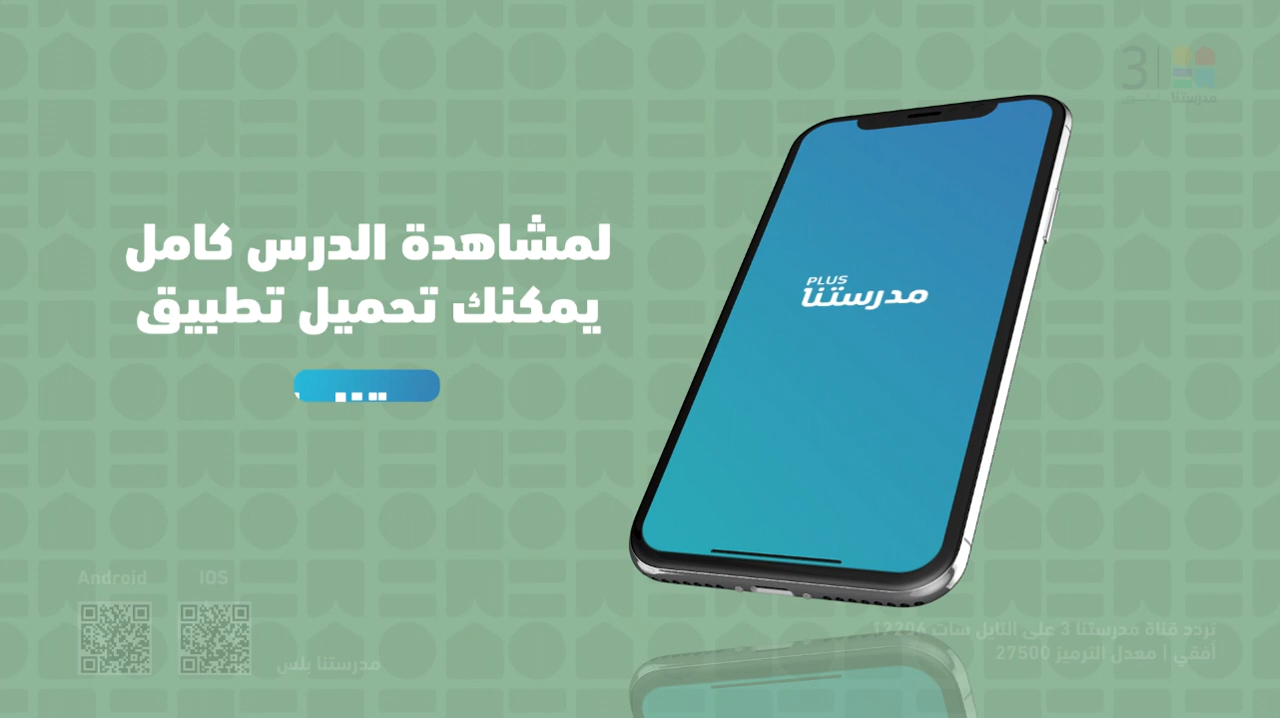 3
مدرستنا
لمشاهدة الدرس كامل
يمكنك تحميل تطبيق
PLUS
مدرستنا
Android
IOS
مدرستنا بلس
تردد قناة مدرستنا 3 على النايل سات 12206
أفقي | معدل الترميز 27500